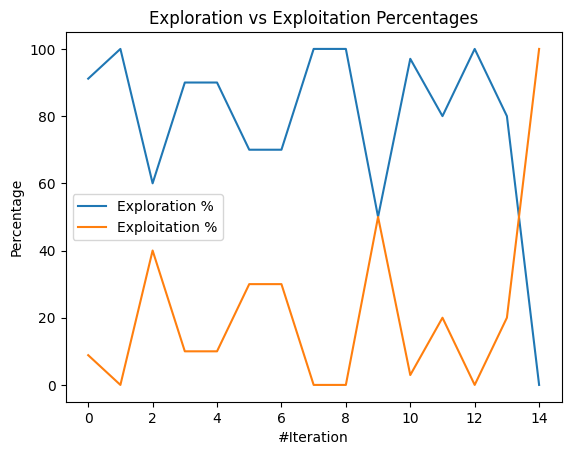 Exploration vs Exploitation Percentages
100
80
60
40
20
0
Percentage
Exploration %
Exploitation %
0 2 4 6 8 10 12 14
#Iteration